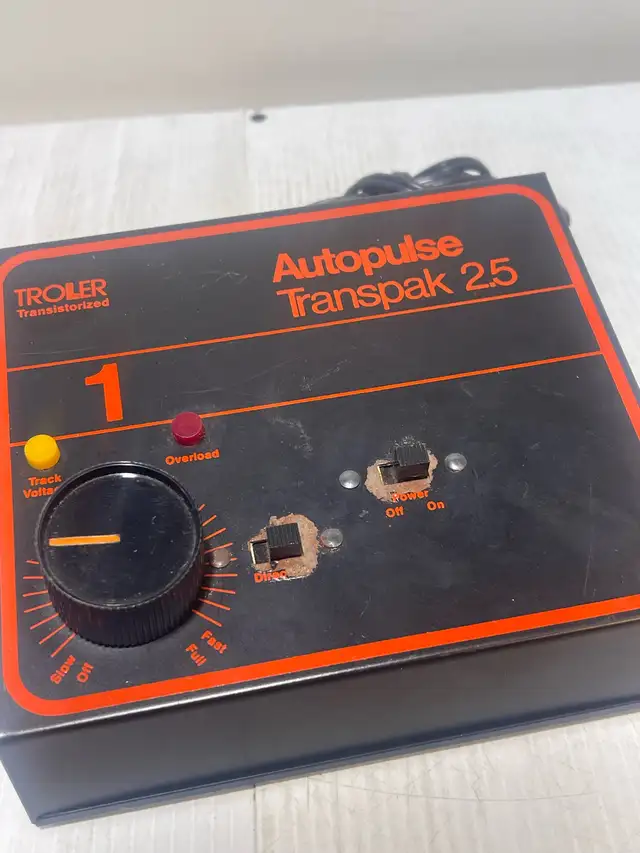 TROLLER
Transistorized
Autopulse
Transpak 2.5
1
Track
Overload
Power
Off On
Slow
Off
Fast
Full